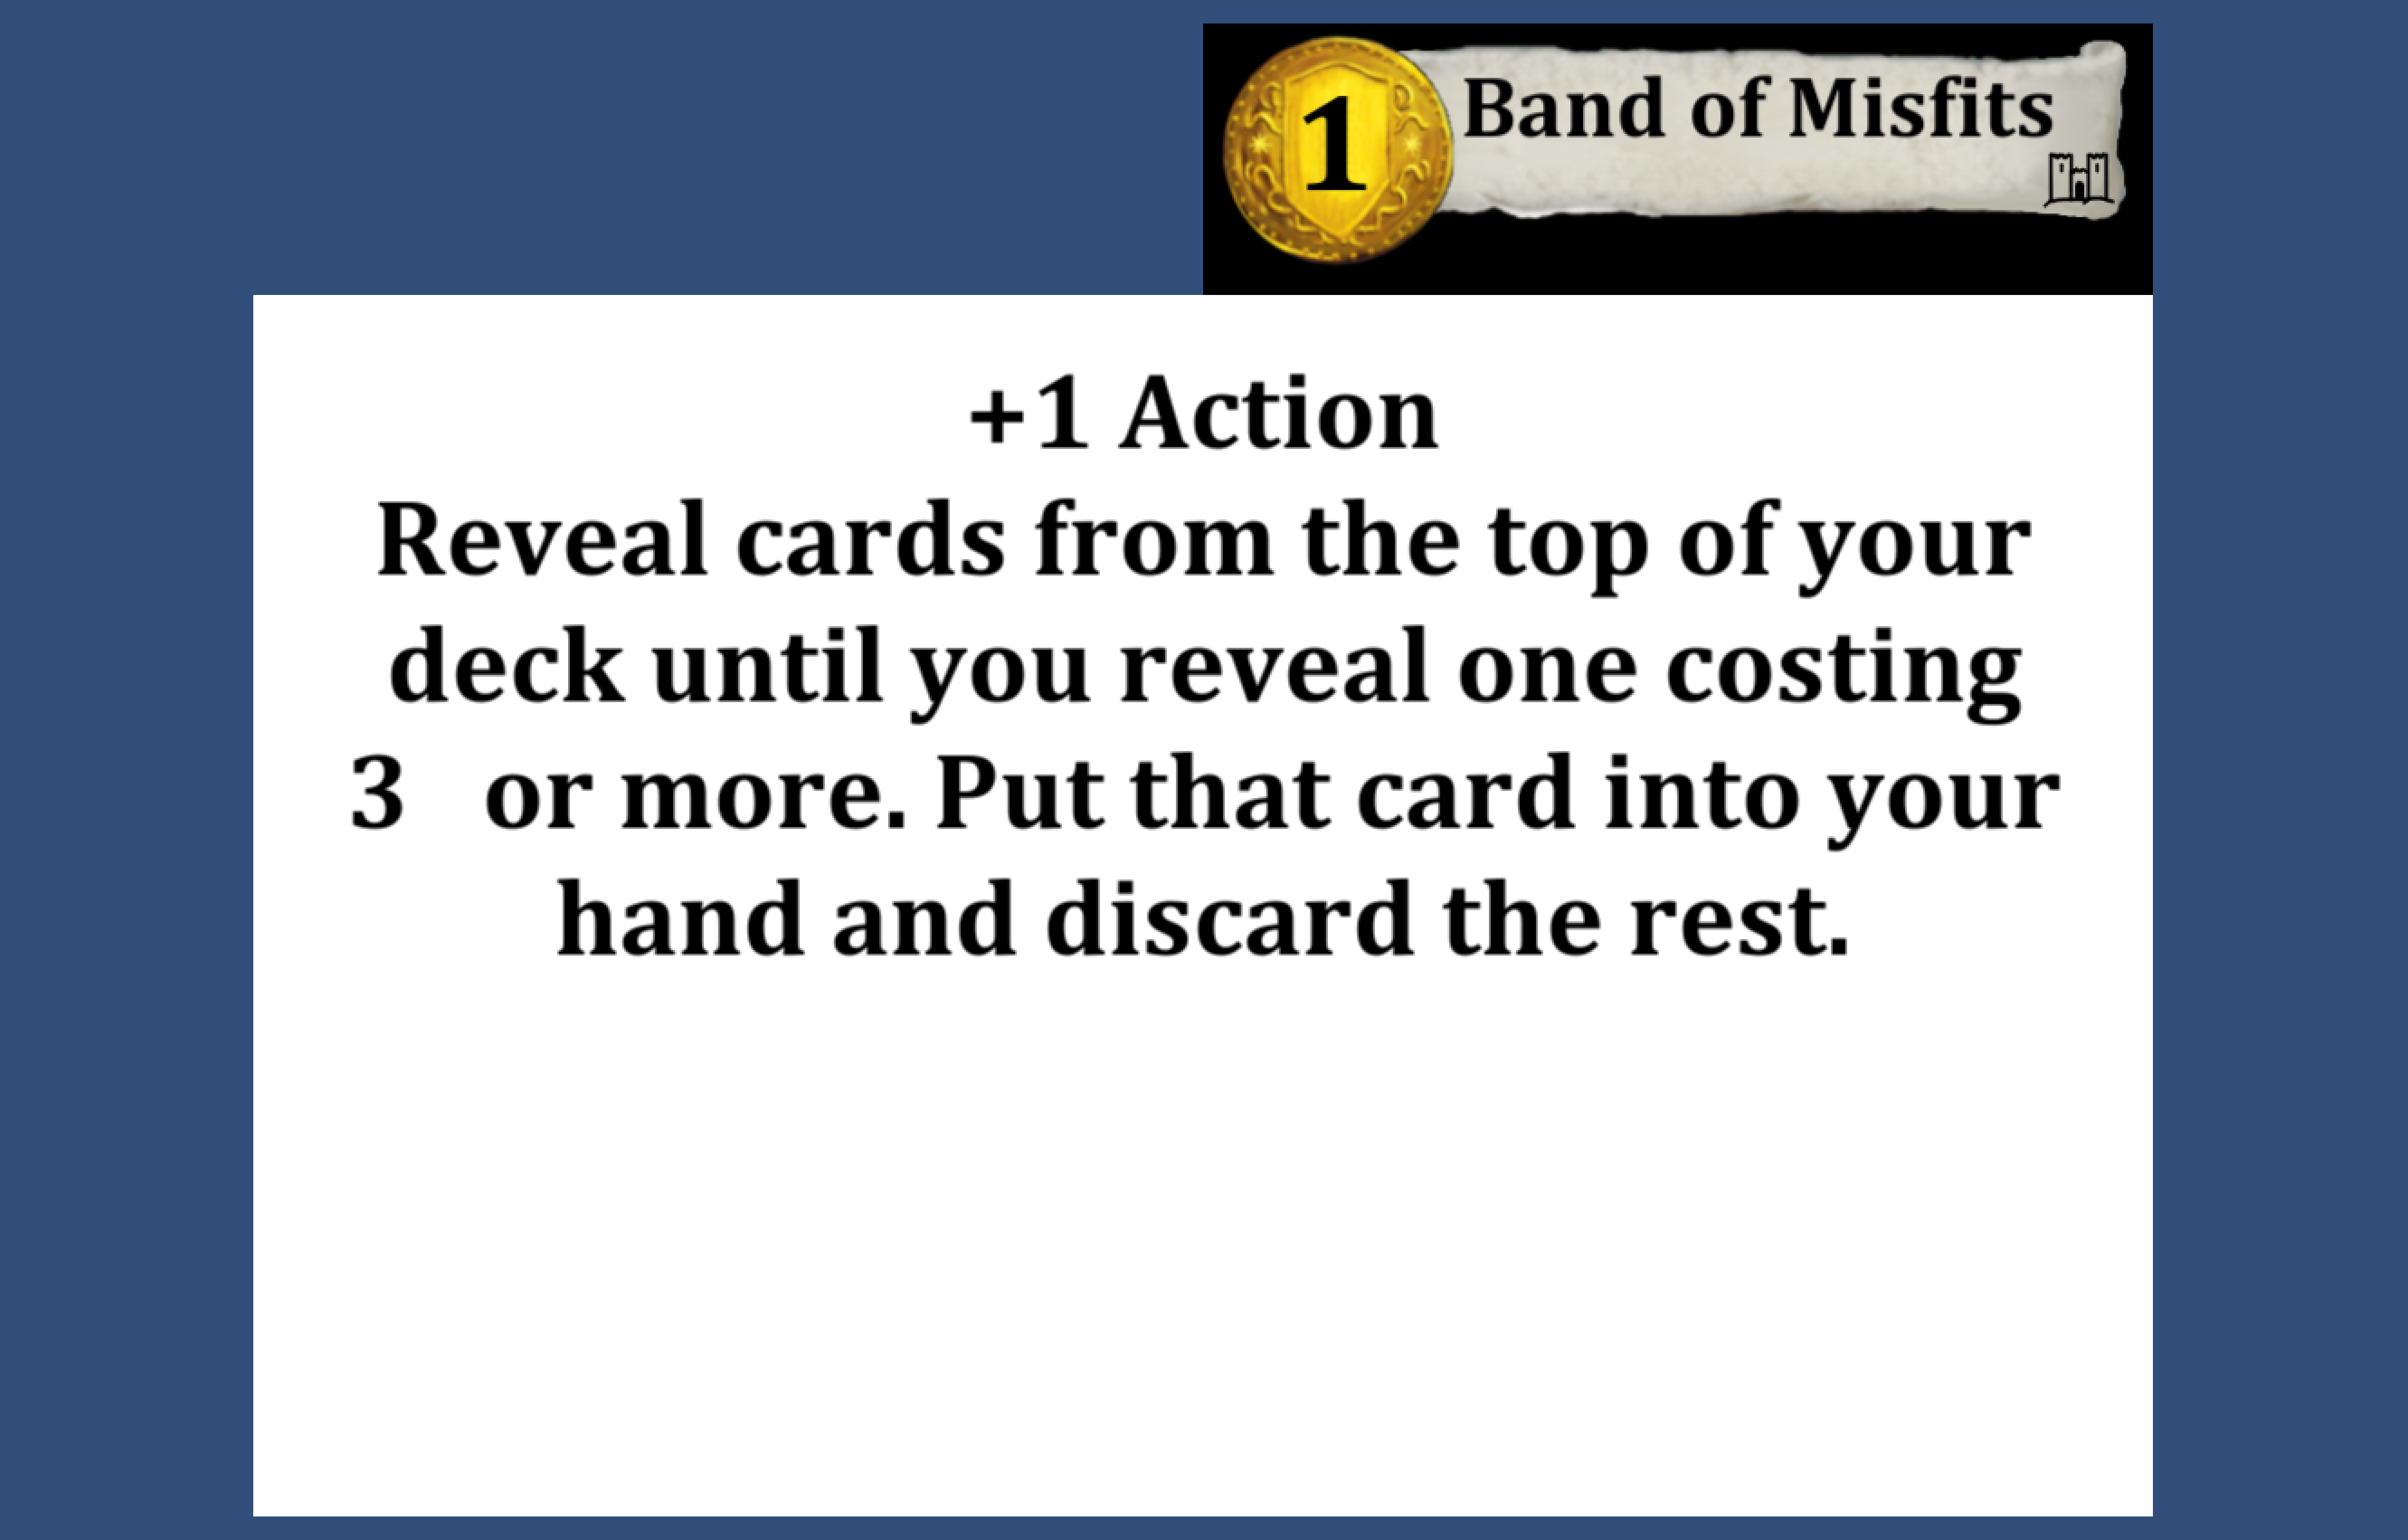 1
Band of Misfits
+1 Action
Reveal cards from the top of your
deck until you reveal one costing
3 or more. Put that card into your
hand and discard the rest.